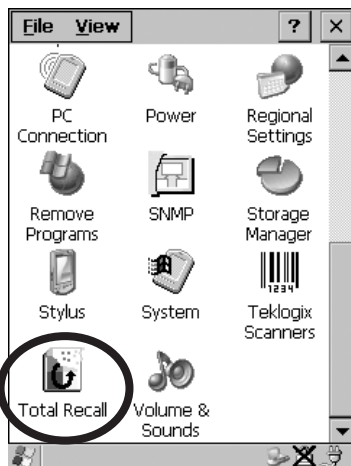 File View ? ×
PC Connection
Power
Regional Settings
Remove Programs
SNMP
Storage Manager
Stylus
System
1234
Teklogix Scanners
Total Recall
Volume & Sounds